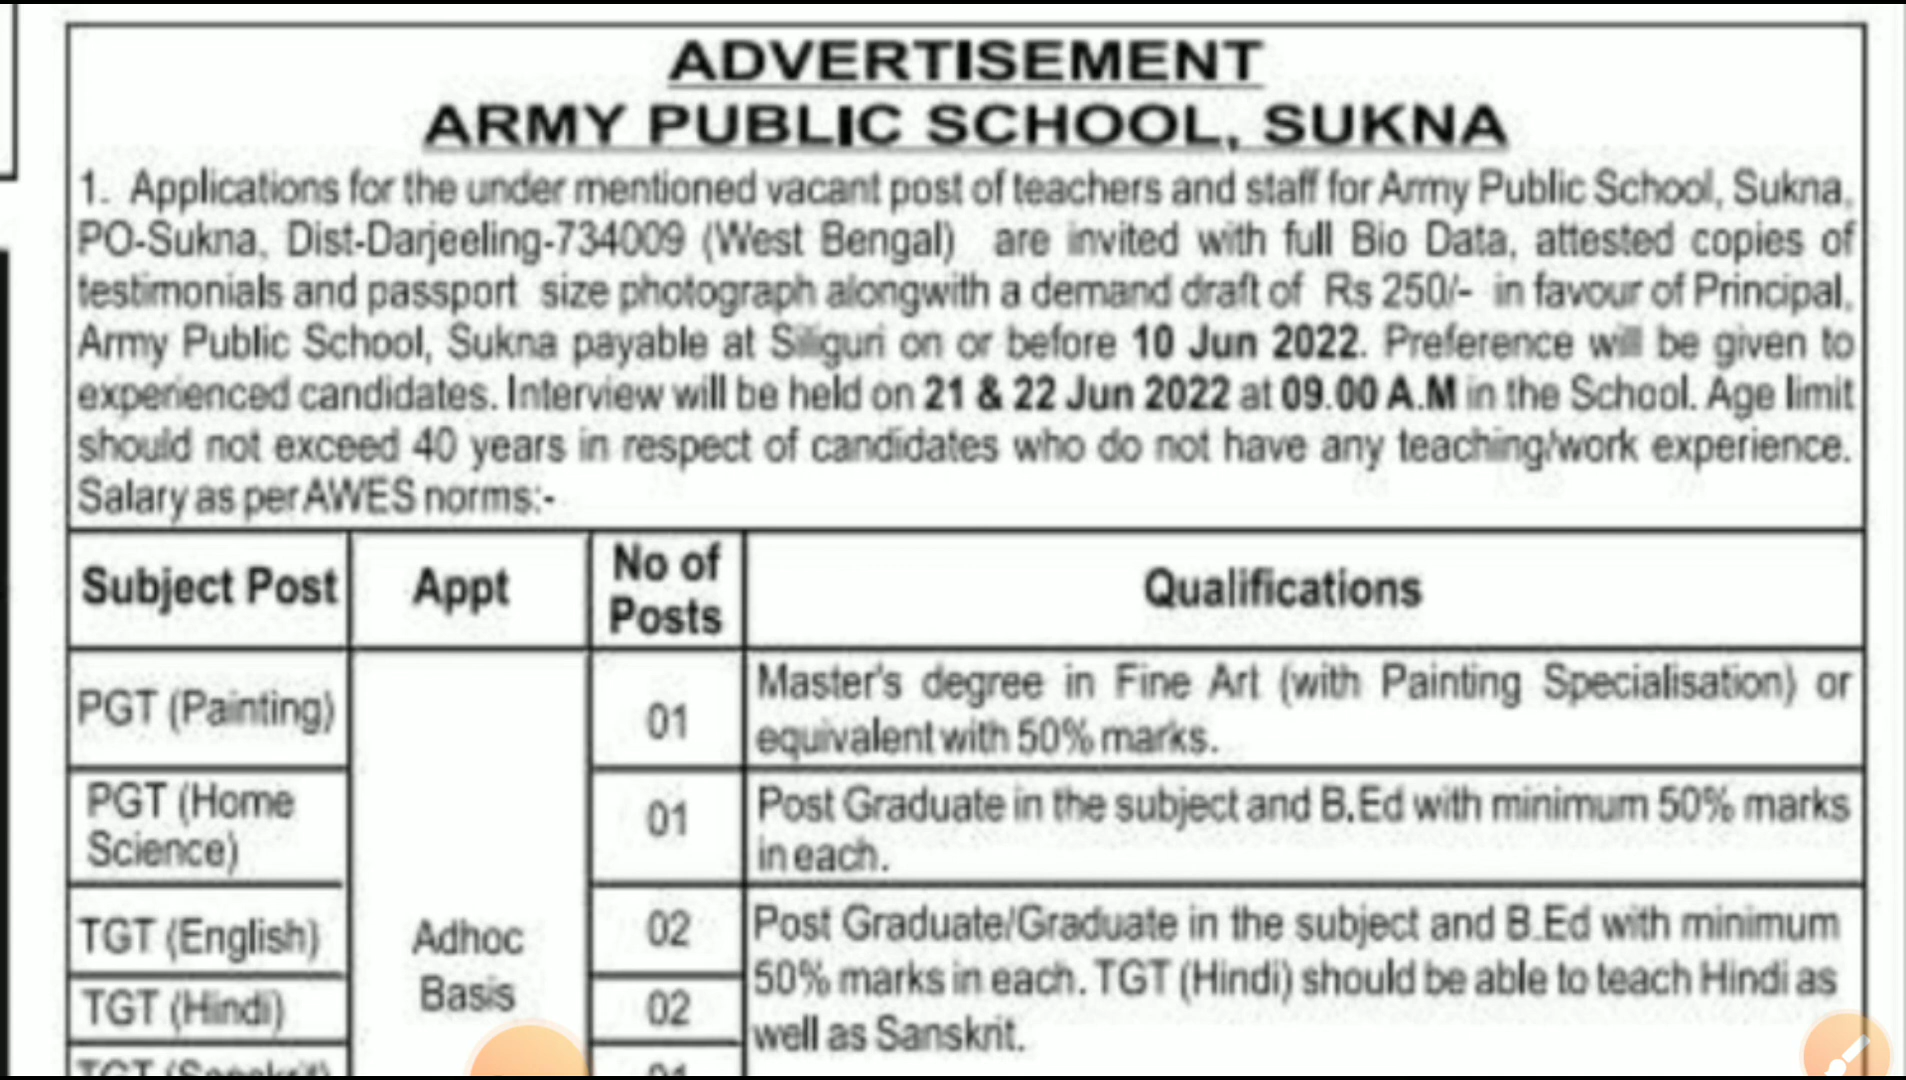 ADVERTISEMENT
ARMY PUBLIC SCHOOL, SUKNA
1. Applications for the under mentioned vacant post of teachers and staff for Army Public School, Sukna,
PO-Sukna, Dist-Darjeeling-734009 (West Bengal) are invited with full Bio Data, attested copies of
testimonials and passport size photograph alongwith a demand draft of Rs 250/- in favour of Principal,
Army Public School, Sukna payable at Siliguri on or before 10 Jun 2022. Preference will be given to
experienced candidates. Interview will be held on 21 & 22 Jun 2022 at 09.00 A.M in the School. Age limit
should not exceed 40 years in respect of candidates who do not have any teaching/work experience.
Salary as per AWES norms:-
Subject Post Appt No of Posts Qualifications
PGT (Painting) 01 Master's degree in Fine Art (with Painting Specialisation) or
equivalent with 50% marks.
PGT (Home
Science) 01 Post Graduate in the subject and B.Ed with minimum 50% marks
in each.
TGT (English) Adhoc 02 Post Graduate/Graduate in the subject and B.Ed with minimum
50% marks in each. TGT (Hindi) should be able to teach Hindi as
TGT (Hindi) Basis 02 well as Sanskrit.
TGT (Sanskrit) 01